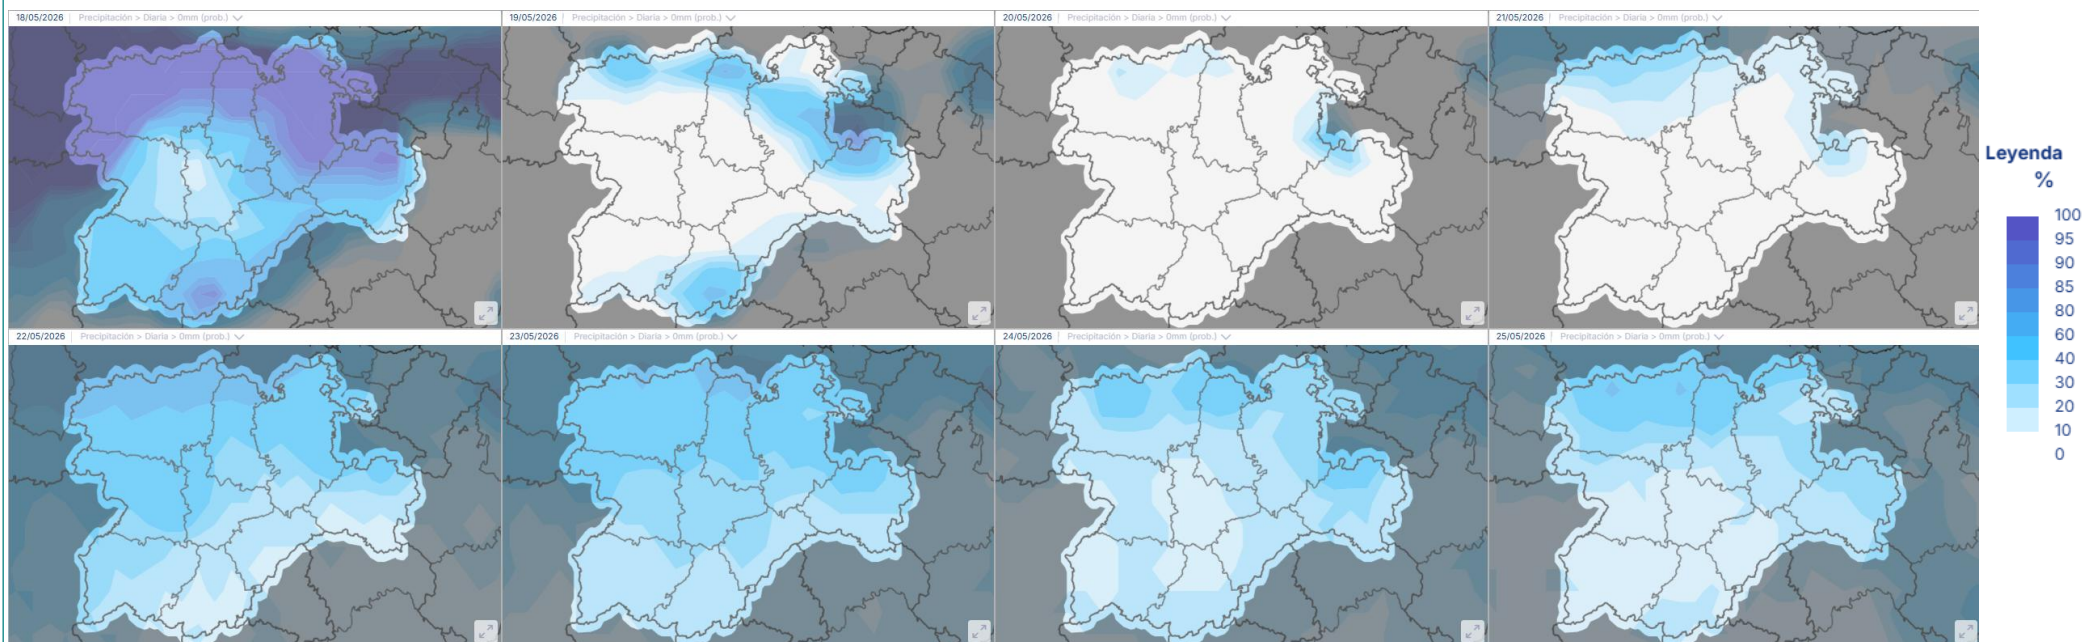 18/05/2026 | Precipitación > Diaria > 0mm (prob.)
19/05/2026 | Precipitación > Diaria > 0mm (prob.)
20/05/2026 | Precipitación > Diaria > 0mm (prob.)
21/05/2026 | Precipitación > Diaria > 0mm (prob.)
22/05/2026 | Precipitación > Diaria > 0mm (prob.)
23/05/2026 | Precipitación > Diaria > 0mm (prob.)
24/05/2026 | Precipitación > Diaria > 0mm (prob.)
25/05/2026 | Precipitación > Diaria > 0mm (prob.)
Leyenda
%
100
95
90
85
80
60
40
30
20
10
0